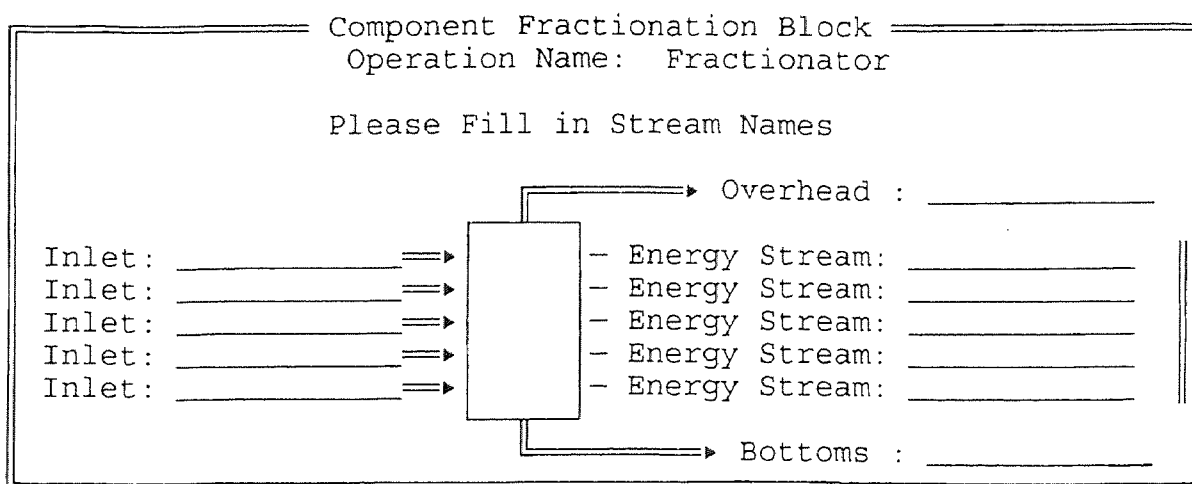 Component Fractionation Block
Operation Name: Fractionator
Please Fill in Stream Names
Overhead :
Inlet: - Energy Stream:
Inlet: - Energy Stream:
Inlet: - Energy Stream:
Inlet: - Energy Stream:
Inlet: - Energy Stream:
Bottoms :